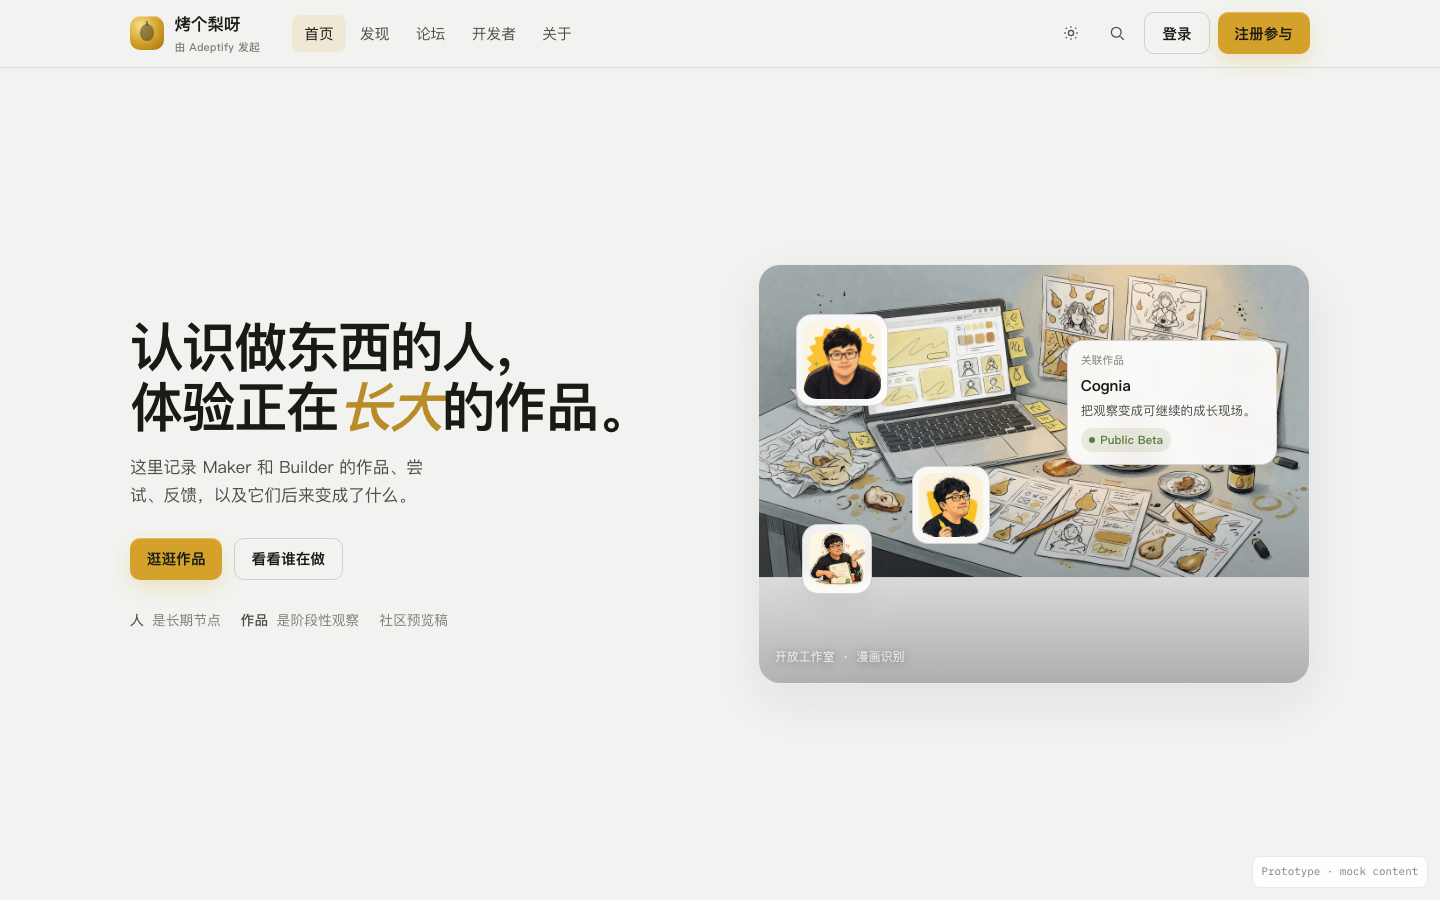 烤个梨呀
由 Adeptify 发起
首页
发现
论坛
开发者
关于
登录
注册参与
认识做东西的人，
体验正在长大的作品。
这里记录 Maker 和 Builder 的作品、尝
试、反馈，以及它们后来变成了什么。
逛逛作品
看看谁在做
人 是长期节点 作品 是阶段性观察 社区预览稿
关联作品
Cognia
把观察变成可继续的成长现场。
Public Beta
开放工作室 · 漫画识别
Prototype · mock content